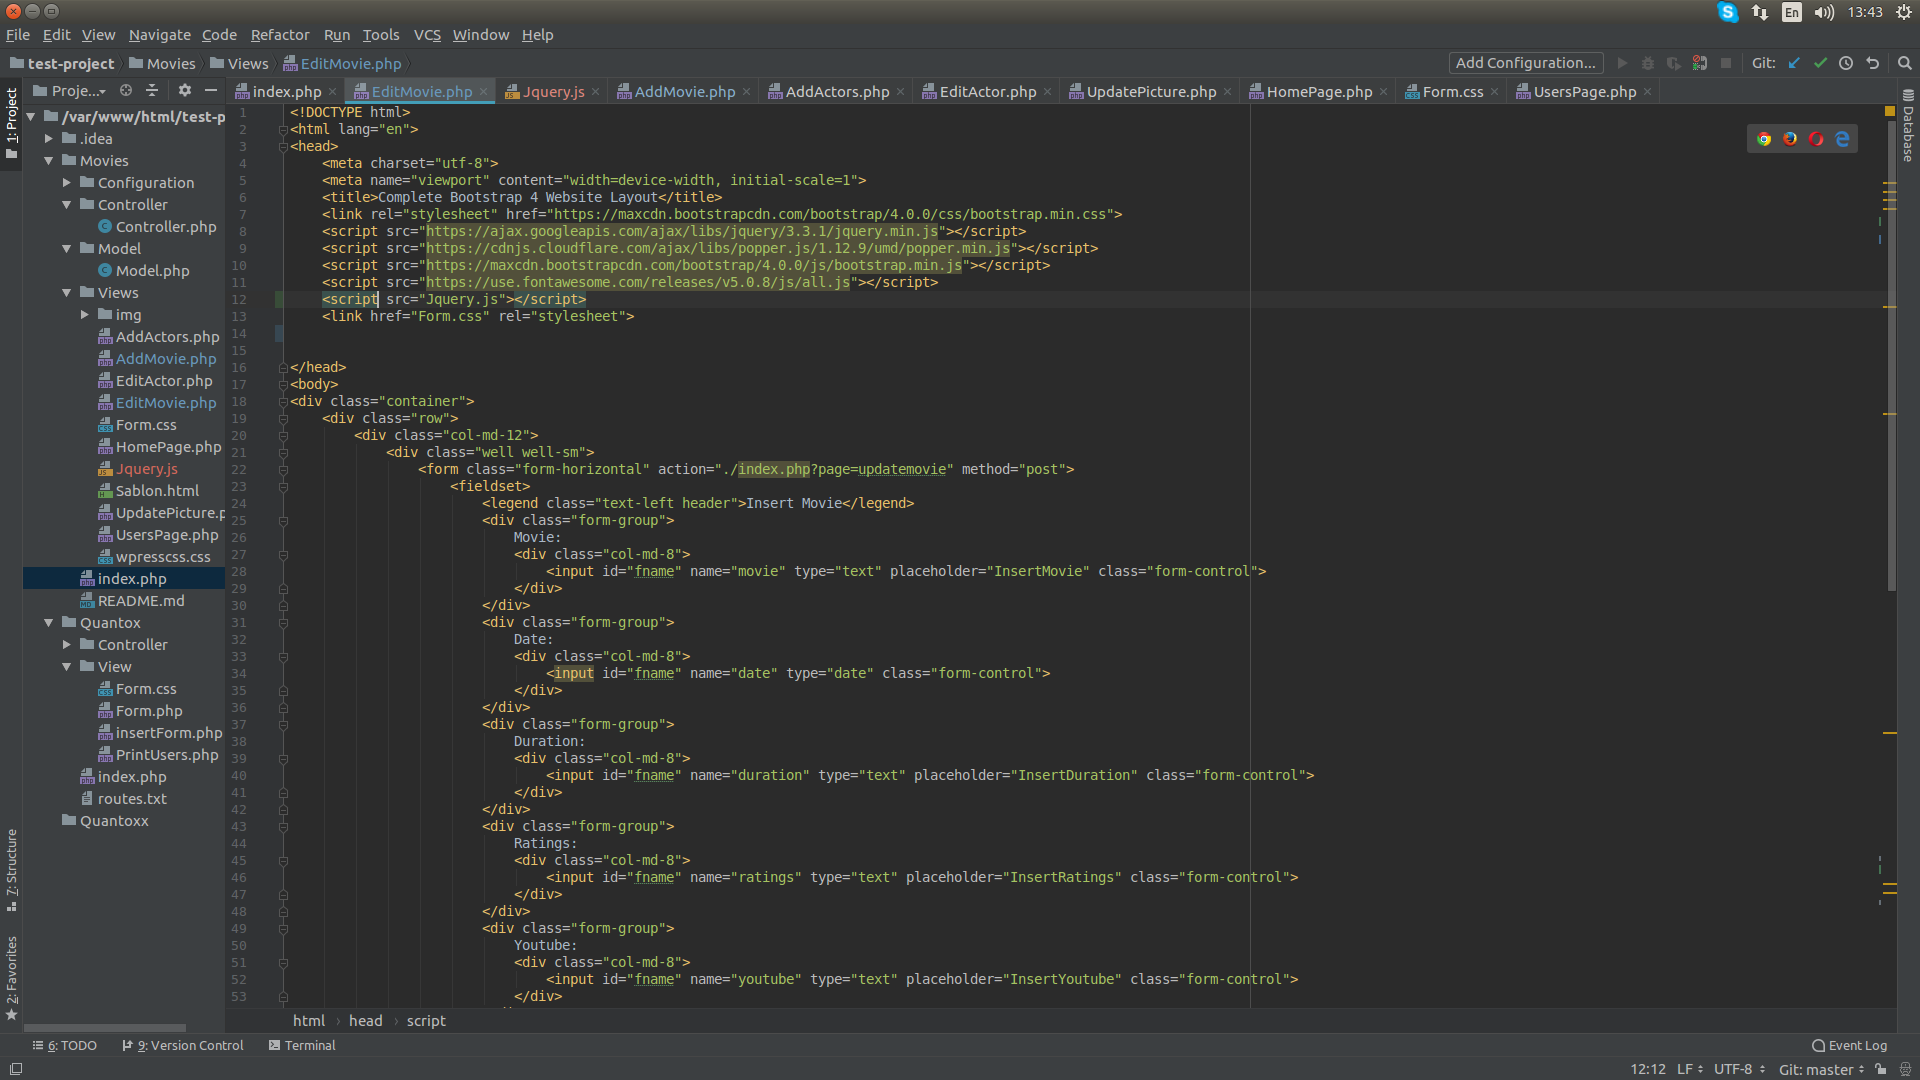 En
13:43
File Edit View Navigate Code Refactor Run Tools VCS Window Help
test-project Movies Views EditMovie.php
Add Configuration...
Git:
1: Project
Proje...
index.php EditMovie.php Jquery.js AddMovie.php AddActors.php EditActor.php UpdatePicture.php HomePage.php Form.css UsersPage.php
Database
/var/www/html/test-p
.idea
Movies
Configuration
Controller
Controller.php
Model
Model.php
Views
img
AddActors.php
AddMovie.php
EditActor.php
EditMovie.php
Form.css
HomePage.php
Jquery.js
Sablon.html
UpdatePicture.p
UsersPage.php
wpresscss.css
index.php
README.md
Quantox
Controller
View
Form.css
Form.php
insertForm.php
PrintUsers.php
index.php
routes.txt
Quantoxx
7: Structure
2: Favorites
1 <!DOCTYPE html>
2 <html lang="en">
3 <head>
4 <meta charset="utf-8">
5 <meta name="viewport" content="width=device-width, initial-scale=1">
6 <title>Complete Bootstrap 4 Website Layout</title>
7 <link rel="stylesheet" href="https://maxcdn.bootstrapcdn.com/bootstrap/4.0.0/css/bootstrap.min.css">
8 <script src="https://ajax.googleapis.com/ajax/libs/jquery/3.3.1/jquery.min.js"></script>
9 <script src="https://cdnjs.cloudflare.com/ajax/libs/popper.js/1.12.9/umd/popper.min.js"></script>
10 <script src="https://maxcdn.bootstrapcdn.com/bootstrap/4.0.0/js/bootstrap.min.js"></script>
11 <script src="https://use.fontawesome.com/releases/v5.0.8/js/all.js"></script>
12 <script src="Jquery.js"></script>
13 <link href="Form.css" rel="stylesheet">
14
15
16 </head>
17 <body>
18 <div class="container">
19 <div class="row">
20 <div class="col-md-12">
21 <div class="well well-sm">
22 <form class="form-horizontal" action="./index.php?page=updatemovie" method="post">
23 <fieldset>
24 <legend class="text-left header">Insert Movie</legend>
25 <div class="form-group">
26 Movie:
27 <div class="col-md-8">
28 <input id="fname" name="movie" type="text" placeholder="InsertMovie" class="form-control">
29 </div>
30 </div>
31 <div class="form-group">
32 Date:
33 <div class="col-md-8">
34 <input id="fname" name="date" type="date" class="form-control">
35 </div>
36 </div>
37 <div class="form-group">
38 Duration:
39 <div class="col-md-8">
40 <input id="fname" name="duration" type="text" placeholder="InsertDuration" class="form-control">
41 </div>
42 </div>
43 <div class="form-group">
44 Ratings:
45 <div class="col-md-8">
46 <input id="fname" name="ratings" type="text" placeholder="InsertRatings" class="form-control">
47 </div>
48 </div>
49 <div class="form-group">
50 Youtube:
51 <div class="col-md-8">
52 <input id="fname" name="youtube" type="text" placeholder="InsertYoutube" class="form-control">
53 </div>
html › head › script
6: TODO 9: Version Control Terminal
Event Log
12:12 LF UTF-8 Git: master